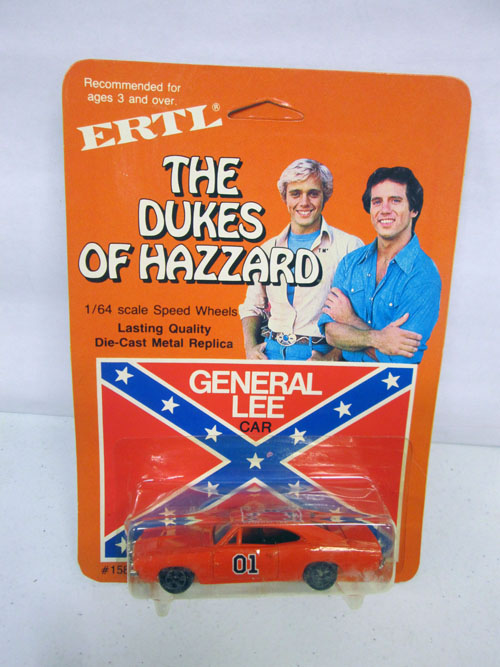 Recommended for
ages 3 and over.
ERTL®
THE
DUKES
OF HAZZARD
1/64 scale Speed Wheels
Lasting Quality
Die-Cast Metal Replica
GENERAL
LEE
CAR
01